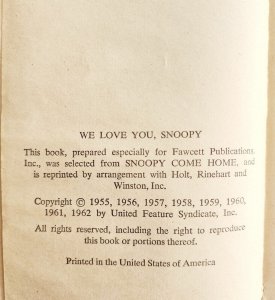 WE LOVE YOU, SNOOPY
This book, prepared especially for Fawcett Publications
Inc., was selected from SNOOPY COME HOME, and
is reprinted by arrangement with Holt, Rinehart and
Winston, Inc.
Copyright © 1955, 1956, 1957, 1958, 1959, 1960,
1961, 1962 by United Feature Syndicate, Inc.
All rights reserved, including the right to reproduce
this book or portions thereof.
Printed in the United States of America